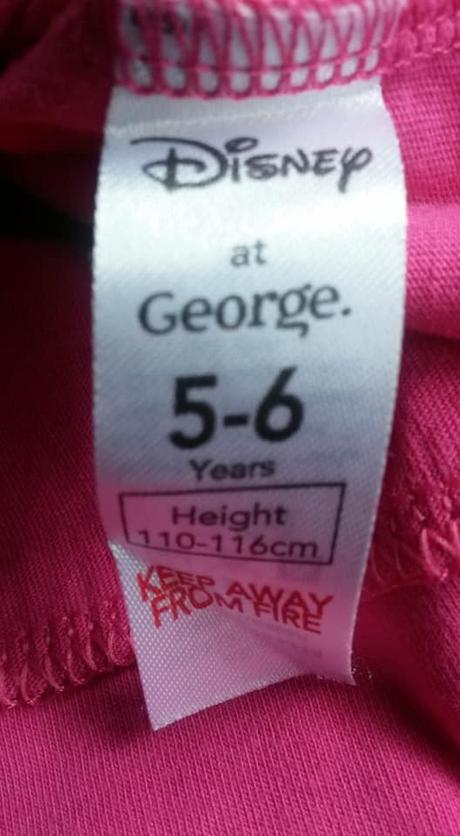 Disney
at
George.
5-6
Years
Height
110-116cm
KEEP AWAY
FROM FIRE